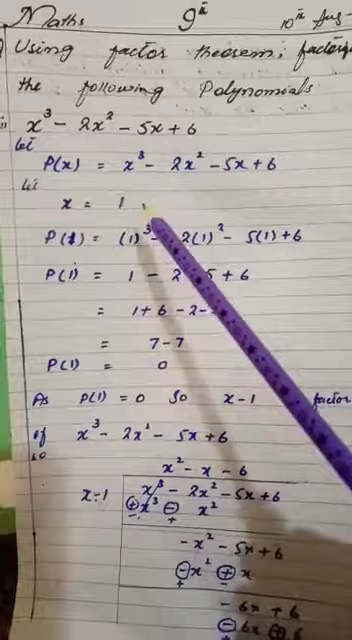 Maths 9th 10th Aug
Using factor theorem, factorize
the following Polynomials
x³ - 2x² - 5x + 6
let
P(x) = x³ - 2x² - 5x + 6
let
x = 1
P(1) = (1)³ - 2(1)² - 5(1) + 6
P(1) = 1 - 2 5 + 6
= 1 + 6 - 2 -
= 7 - 7
P(1) = 0
As P(1) = 0 So x - 1 factor
If x³ - 2x² - 5x + 6
so
x² - x - 6
x-1 x³ - 2x² - 5x + 6
⊕x³ ⊖ x²
- +
- x² - 5x + 6
⊖x² ⊕ x
+ -
- 6x + 6
⊖ 6x ⊕ 6